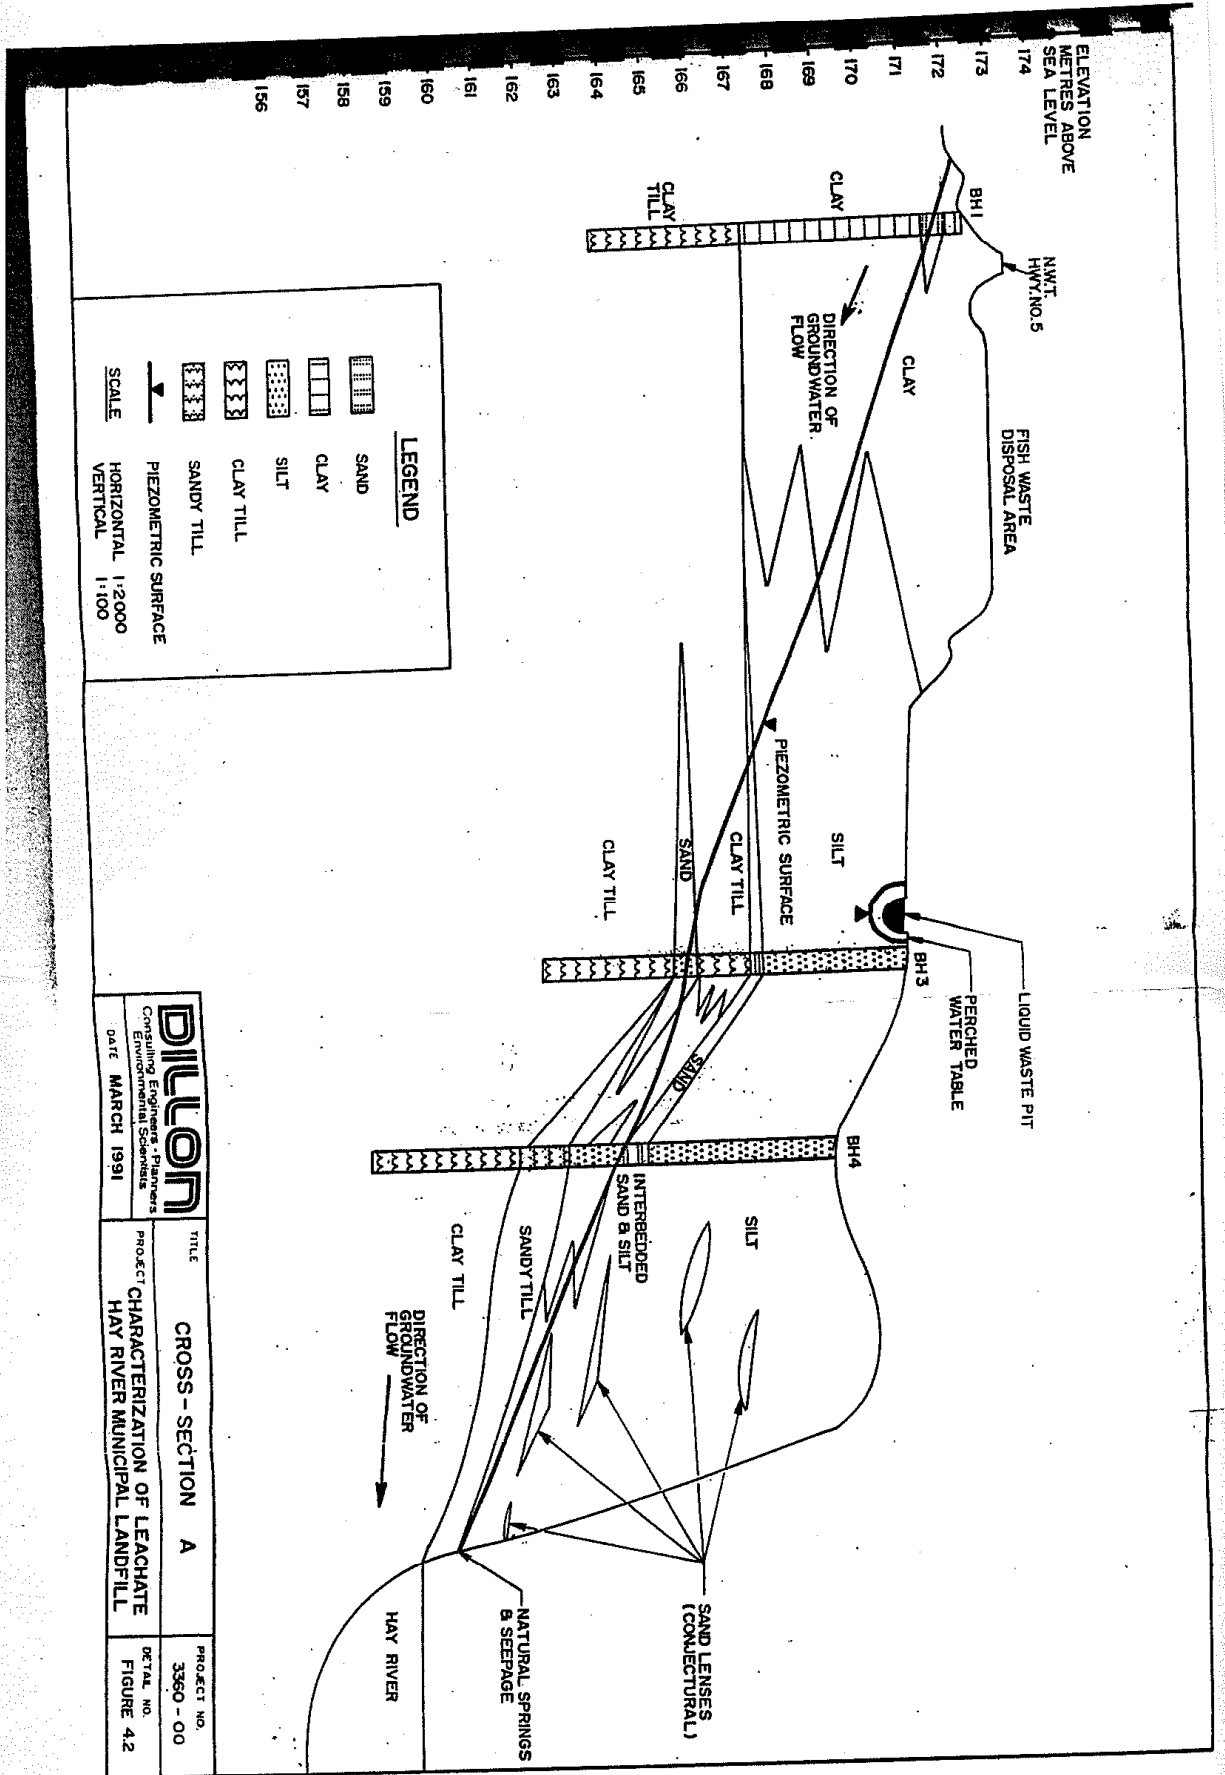 ELEVATION
METRES ABOVE
SEA LEVEL
174
173
172
171
170
169
168
167
166
165
164
163
162
161
160
159
158
157
156
BH1
N.W.T.
HWY. NO. 5
CLAY
CLAY
TILL
DIRECTION OF
GROUNDWATER
FLOW
CLAY
FISH WASTE
DISPOSAL AREA
PIEZOMETRIC SURFACE
SILT
CLAY TILL
SAND
CLAY TILL
LIQUID WASTE PIT
PERCHED
WATER TABLE
BH3
SAND
BH4
INTERBEDDED
SAND & SILT
SILT
SANDY TILL
CLAY TILL
DIRECTION OF
GROUNDWATER
FLOW
SAND LENSES
(CONJECTURAL)
NATURAL SPRINGS
& SEEPAGE
HAY RIVER
LEGEND
SAND
CLAY
SILT
CLAY TILL
SANDY TILL
PIEZOMETRIC SURFACE
SCALE
HORIZONTAL 1:2000
VERTICAL 1:100
DILLON
Consulting Engineers · Planners
Environmental Scientists
DATE MARCH 1991
TITLE
CROSS - SECTION A
PROJECT CHARACTERIZATION OF LEACHATE
HAY RIVER MUNICIPAL LANDFILL
PROJECT NO.
3360 - 00
DETAIL NO.
FIGURE 4.2